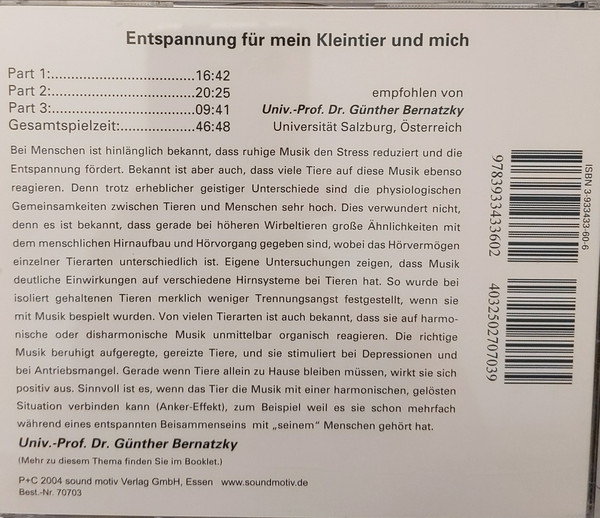 Entspannung für mein Kleintier und mich
Part 1:....................................16:42
Part 2:....................................20:25
Part 3:....................................09:41
Gesamtspielzeit:...................46:48
empfohlen von
Univ.-Prof. Dr. Günther Bernatzky
Universität Salzburg, Österreich
Bei Menschen ist hinlänglich bekannt, dass ruhige Musik den Stress reduziert und die
Entspannung fördert. Bekannt ist aber auch, dass viele Tiere auf diese Musik ebenso
reagieren. Denn trotz erheblicher geistiger Unterschiede sind die physiologischen
Gemeinsamkeiten zwischen Tieren und Menschen sehr hoch. Dies verwundert nicht,
denn es ist bekannt, dass gerade bei höheren Wirbeltieren große Ähnlichkeiten mit
dem menschlichen Hirnaufbau und Hörvorgang gegeben sind, wobei das Hörvermögen
einzelner Tierarten unterschiedlich ist. Eigene Untersuchungen zeigen, dass Musik
deutliche Einwirkungen auf verschiedene Hirnsysteme bei Tieren hat. So wurde bei
isoliert gehaltenen Tieren merklich weniger Trennungsangst festgestellt, wenn sie
mit Musik bespielt wurden. Von vielen Tierarten ist auch bekannt, dass sie auf harmo-
nische oder disharmonische Musik unmittelbar organisch reagieren. Die richtige
Musik beruhigt aufgeregte, gereizte Tiere, und sie stimuliert bei Depressionen und
bei Antriebsmangel. Gerade wenn Tiere allein zu Hause bleiben müssen, wirkt sie sich
positiv aus. Sinnvoll ist es, wenn das Tier die Musik mit einer harmonischen, gelösten
Situation verbinden kann (Anker-Effekt), zum Beispiel weil es sie schon mehrfach
während eines entspannten Beisammenseins mit „seinem" Menschen gehört hat.
Univ.-Prof. Dr. Günther Bernatzky
(Mehr zu diesem Thema finden Sie im Booklet.)
P+C 2004 sound motiv Verlag GmbH, Essen www.soundmotiv.de
Best.-Nr. 70703
ISBN 3-933433-60-6
9783933433602
4032502707039